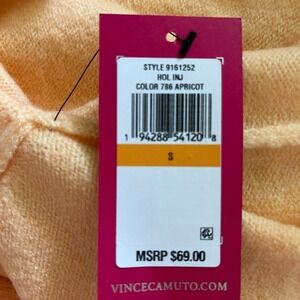 STYLE 9161252
HOL INJ
COLOR 786 APRICOT
1 94288 54120 8
S
MSRP $69.00
VINCECAMUTO.COM